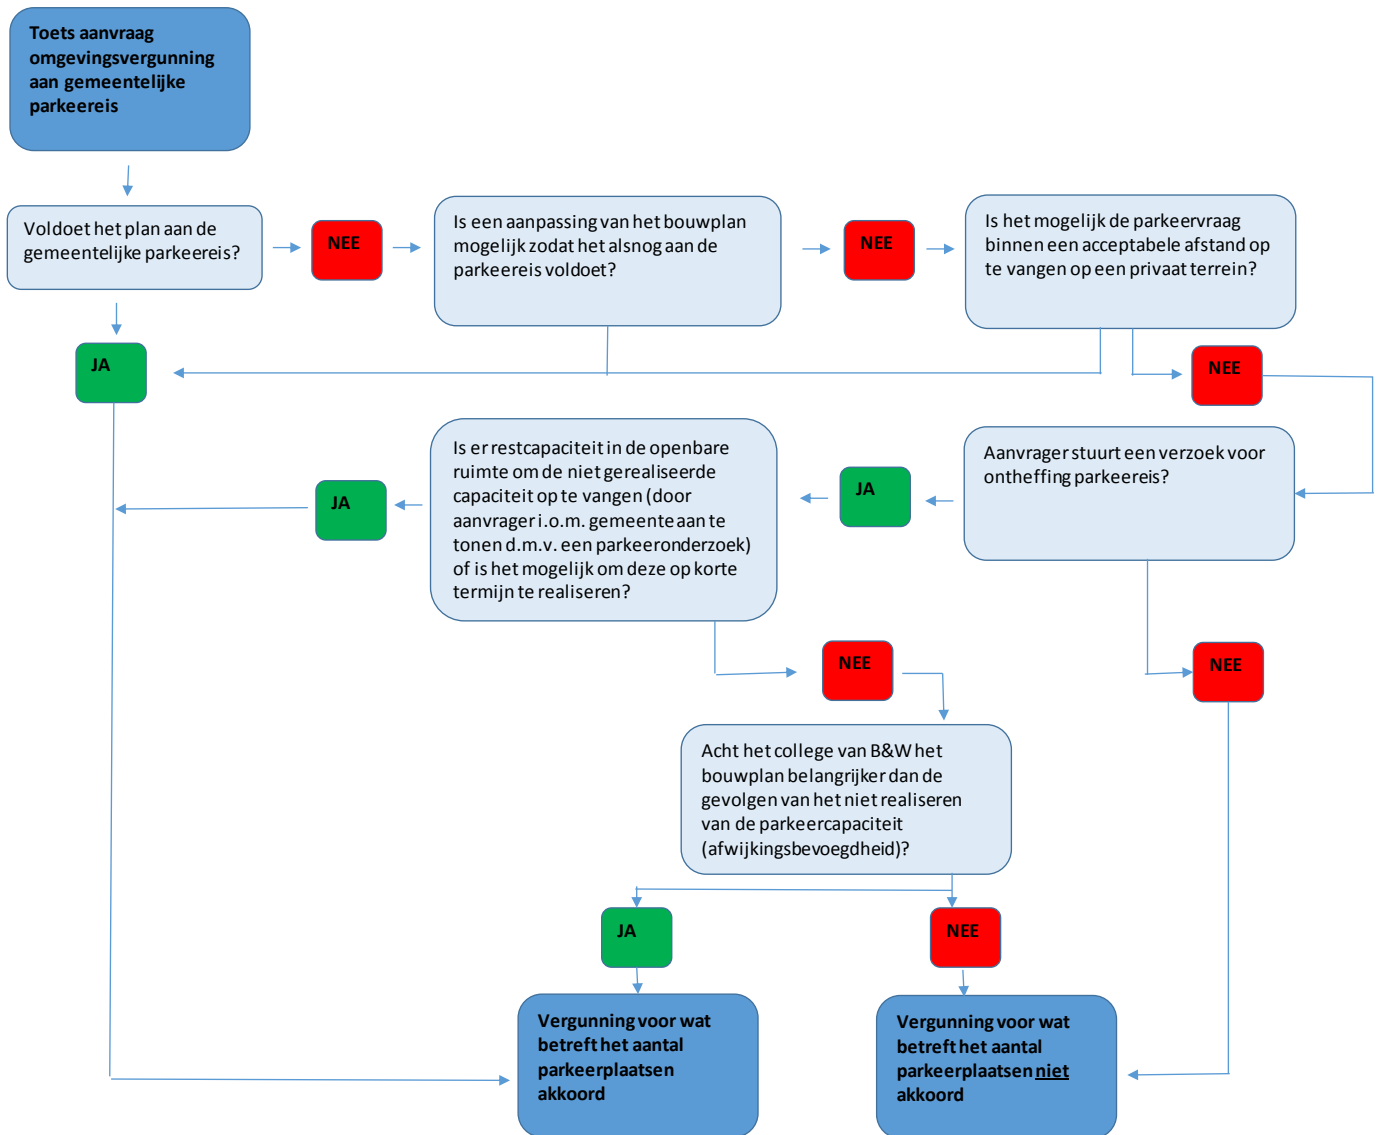 Toets aanvraag
omgevingsvergunning
aan gemeentelijke
parkeereis
Voldoet het plan aan de
gemeentelijke parkeereis?
NEE
Is een aanpassing van het bouwplan
mogelijk zodat het alsnog aan de
parkeereis voldoet?
NEE
Is het mogelijk de parkeervraag
binnen een acceptabele afstand op
te vangen op een privaat terrein?
JA
NEE
Is er restcapaciteit in de openbare
ruimte om de niet gerealiseerde
capaciteit op te vangen (door
aanvrager i.o.m. gemeente aan te
tonen d.m.v. een parkeeronderzoek)
of is het mogelijk om deze op korte
termijn te realiseren?
Aanvrager stuurt een verzoek voor
ontheffing parkeereis?
JA
JA
NEE
NEE
Acht het college van B&W het
bouwplan belangrijker dan de
gevolgen van het niet realiseren
van de parkeercapaciteit
(afwijkingsbevoegdheid)?
JA
NEE
Vergunning voor wat
betreft het aantal
parkeerplaatsen
akkoord
Vergunning voor wat
betreft het aantal
parkeerplaatsen niet
akkoord